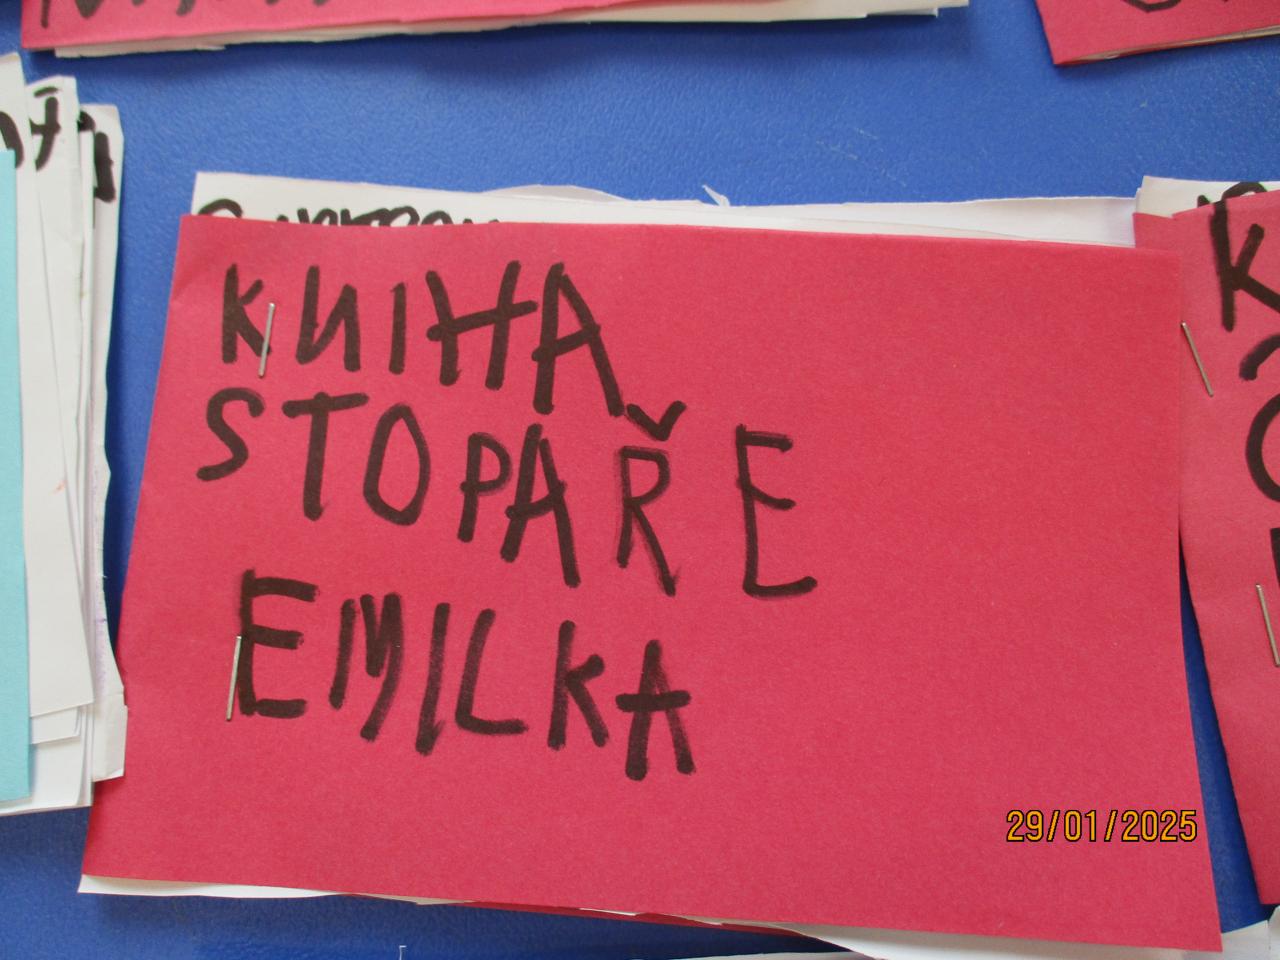 KNIHA
STOPAŘE
EMILKA
29/01/2025